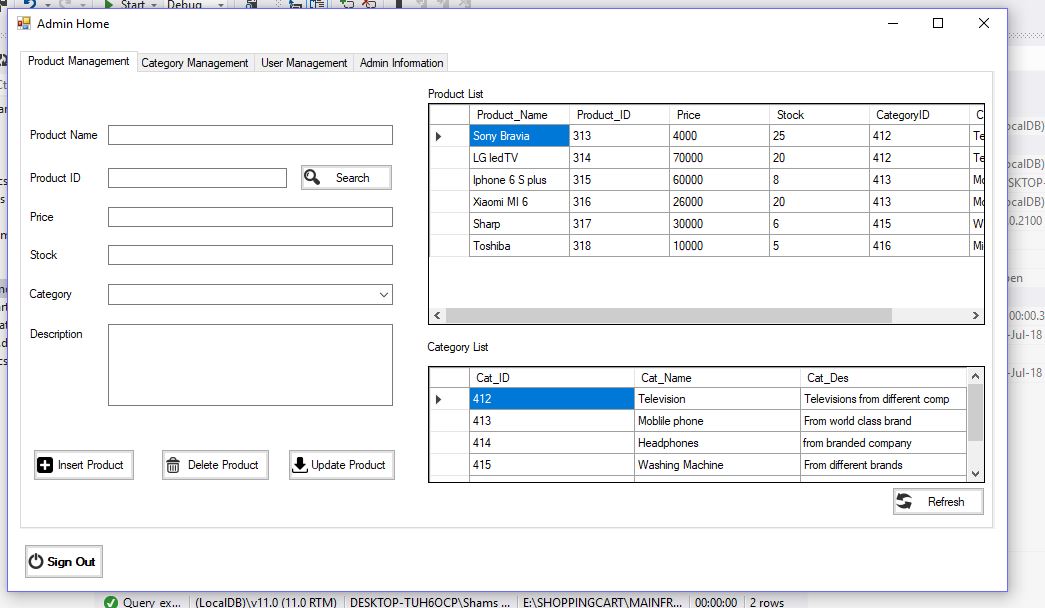 Start Debug
Admin Home
Product Management Category Management User Management Admin Information
Product List
Product_Name Product_ID Price Stock CategoryID C
Sony Bravia 313 4000 25 412 Te
LG ledTV 314 70000 20 412 Te
Iphone 6 S plus 315 60000 8 413 Mo
Xiaomi MI 6 316 26000 20 413 Mo
Sharp 317 30000 6 415 W
Toshiba 318 10000 5 416 Mi
Product Name
Product ID Search
Price
Stock
Category
Description
Category List
Cat_ID Cat_Name Cat_Des
412 Television Televisions from different comp
413 Moblile phone From world class brand
414 Headphones from branded company
415 Washing Machine From different brands
Insert Product Delete Product Update Product
Refresh
Sign Out
ocalDB)
ocalDB)
SKTOP-
ocalDB)
0.2100
pen
00:00.3
-Jul-18
-Jul-18
Query ex... (LocalDB)\v11.0 (11.0 RTM) DESKTOP-TUH6OCP\Shams ... E:\SHOPPINGCART\MAINFR... 00:00:00 2 rows